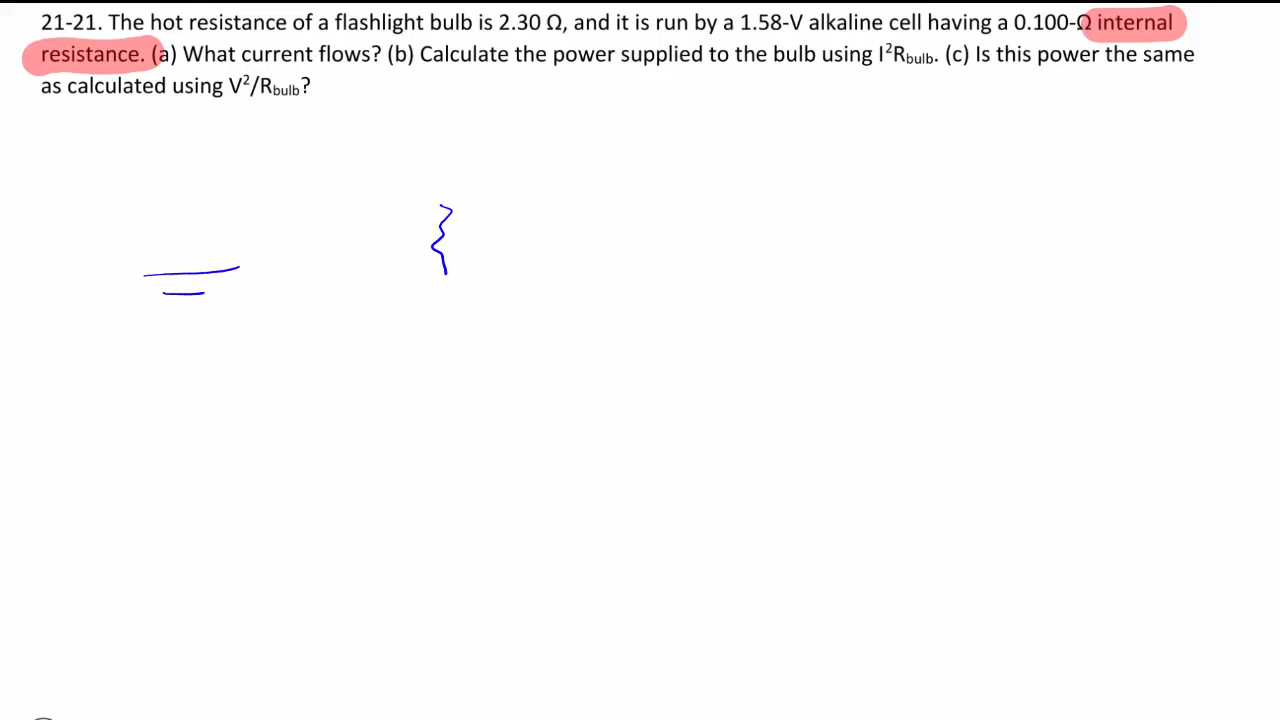 21-21. The hot resistance of a flashlight bulb is 2.30 Ω, and it is run by a 1.58-V alkaline cell having a 0.100-Ω internal
resistance. (a) What current flows? (b) Calculate the power supplied to the bulb using I²Rbulb. (c) Is this power the same
as calculated using V²/Rbulb?